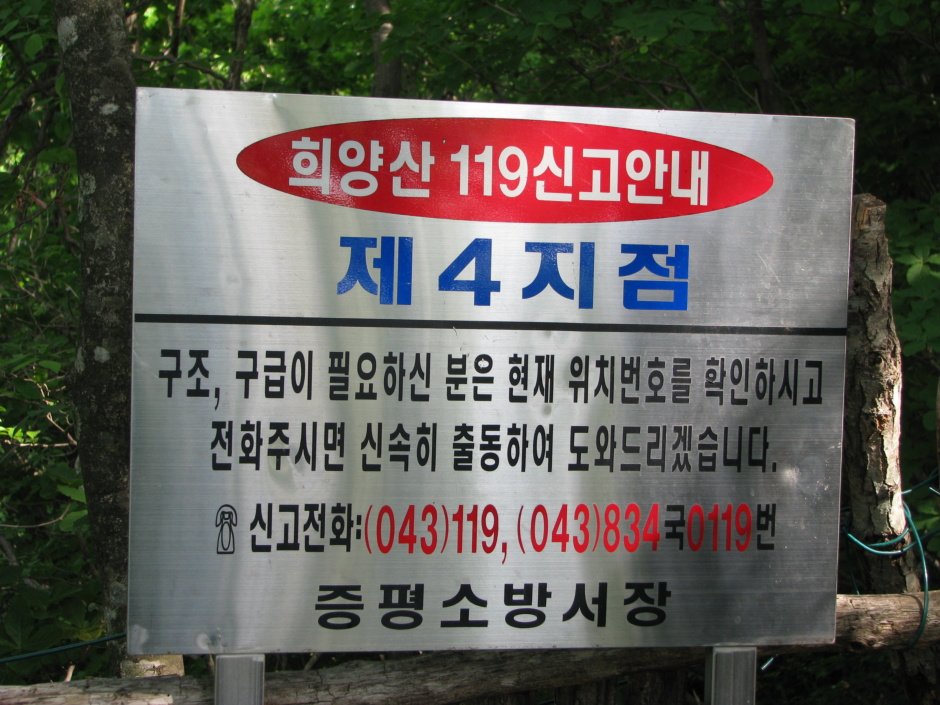 희양산 119신고안내
제4지점
구조, 구급이 필요하신 분은 현재 위치번호를 확인하시고
전화주시면 신속히 출동하여 도와드리겠습니다.
신고전화:(043)119, (043)834국0119번
증평소방서장